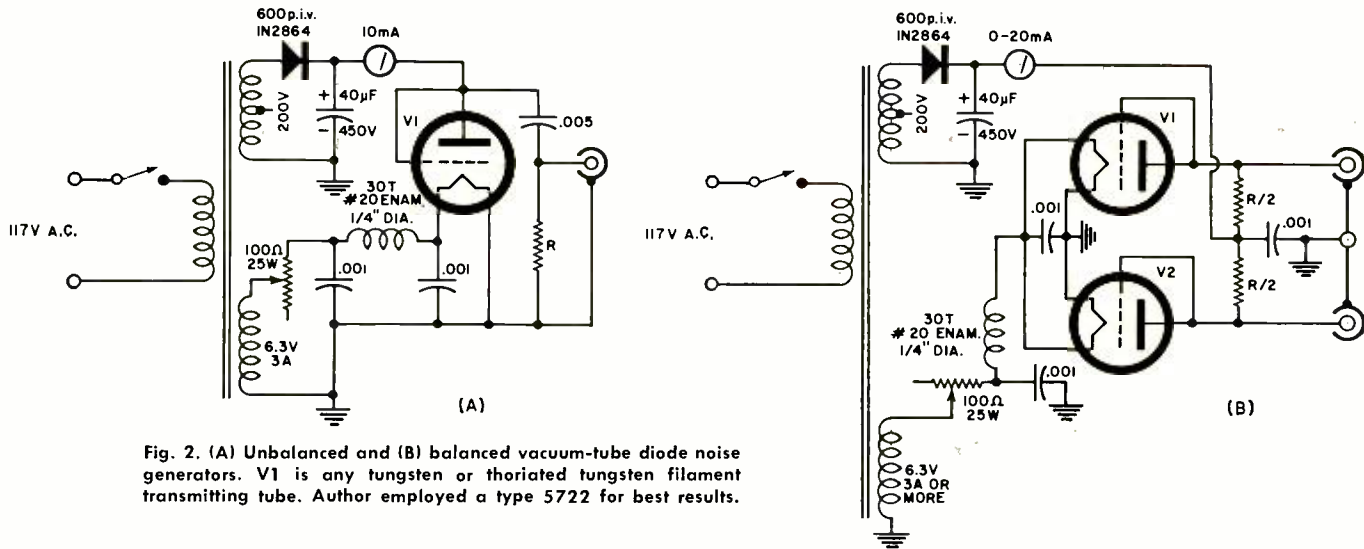 600p.i.v.
IN2864
10mA
200V
+ 40µF
- 450V
V1
.005
30T
#20 ENAM.
1/4" DIA.
117V A.C.
100Ω
25W
.001
.001
R
6.3V
3A
(A)
600p.i.v.
IN2864
0-20mA
200V
+ 40µF
- 450V
V1
117V A.C.
.001
R/2
.001
R/2
V2
30T
#20 ENAM.
1/4" DIA.
.001
100Ω
25W
(B)
6.3V
3A OR
MORE
Fig. 2. (A) Unbalanced and (B) balanced vacuum-tube diode noise
generators. V1 is any tungsten or thoriated tungsten filament
transmitting tube. Author employed a type 5722 for best results.